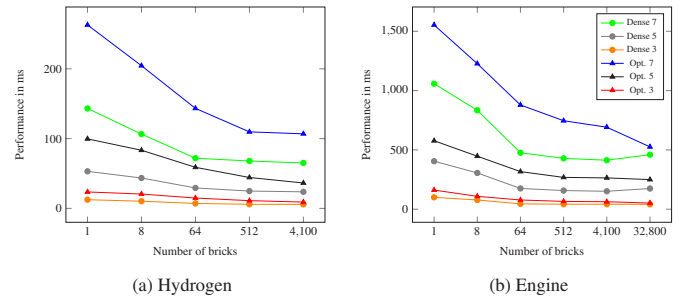 Performance in ms
200
100
0
1 8 64 512 4,100
Number of bricks
(a) Hydrogen
Performance in ms
1,500
1,000
500
0
1 8 64 512 4,100 32,800
Number of bricks
Dense 7
Dense 5
Dense 3
Opt. 7
Opt. 5
Opt. 3
(b) Engine